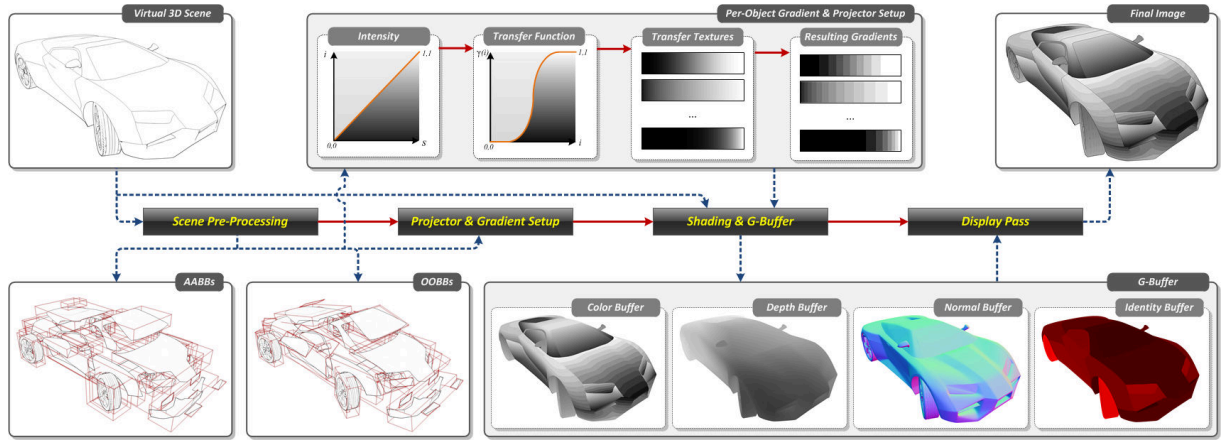 Virtual 3D Scene
Per-Object Gradient & Projector Setup
Final Image
Intensity
Transfer Function
Transfer Textures
Resulting Gradients
i
1,1
0,0
S
γ(i)
1,1
0,0
i
...
...
Scene Pre-Processing
Projector & Gradient Setup
Shading & G-Buffer
Display Pass
AABBs
OOBBs
G-Buffer
Color Buffer
Depth Buffer
Normal Buffer
Identity Buffer